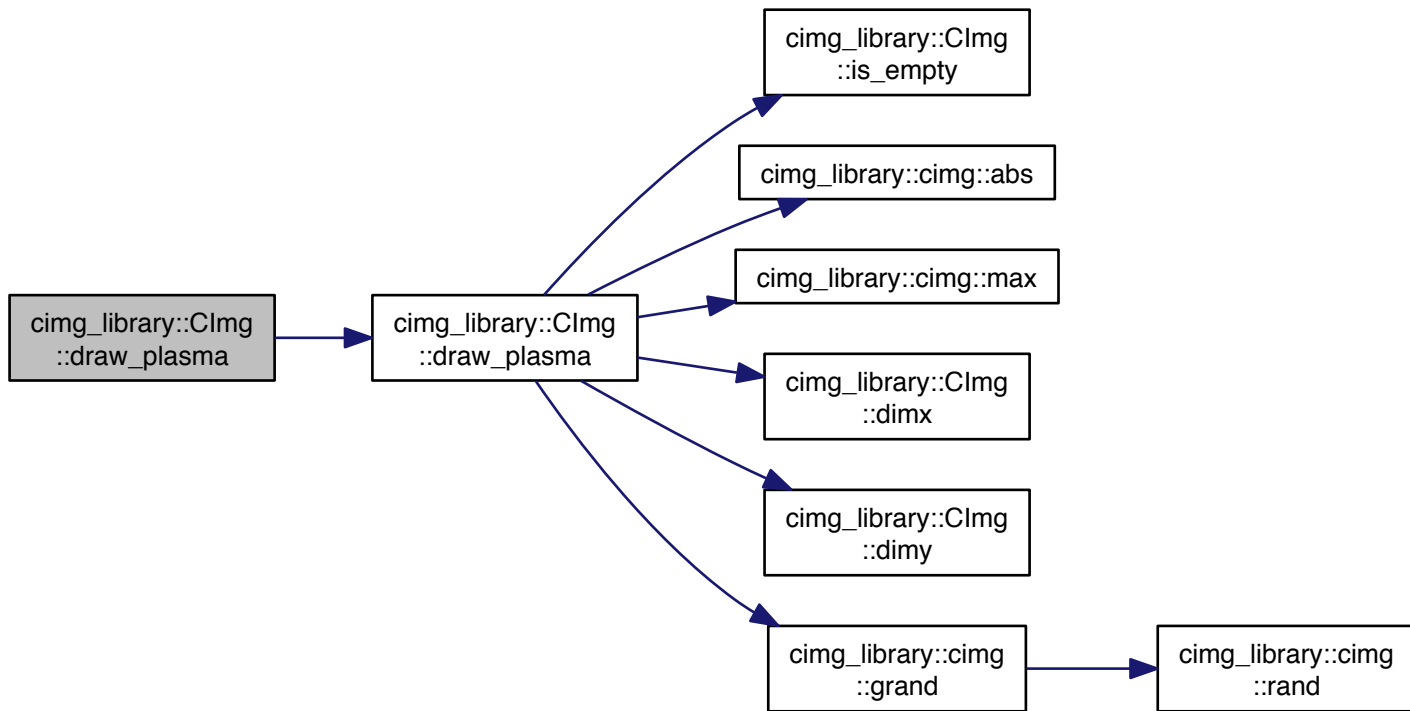 cimg_library::CImg
::draw_plasma
cimg_library::CImg
::draw_plasma
cimg_library::CImg
::is_empty
cimg_library::cimg::abs
cimg_library::cimg::max
cimg_library::CImg
::dimx
cimg_library::CImg
::dimy
cimg_library::cimg
::grand
cimg_library::cimg
::rand